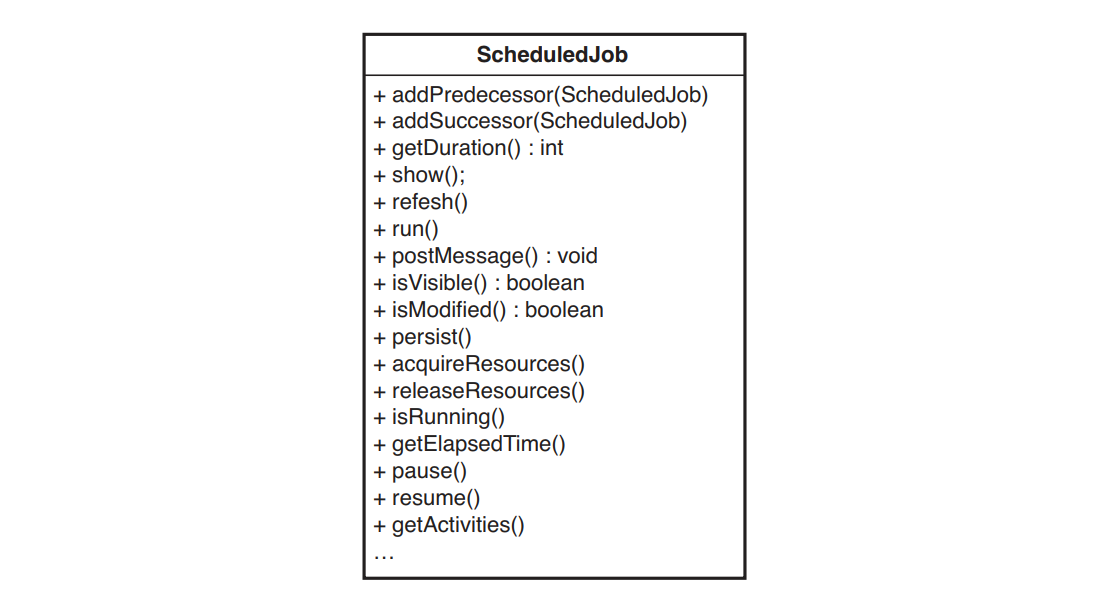 ScheduledJob
+ addPredecessor(ScheduledJob)
+ addSuccessor(ScheduledJob)
+ getDuration() : int
+ show();
+ refesh()
+ run()
+ postMessage() : void
+ isVisible() : boolean
+ isModified() : boolean
+ persist()
+ acquireResources()
+ releaseResources()
+ isRunning()
+ getElapsedTime()
+ pause()
+ resume()
+ getActivities()
…